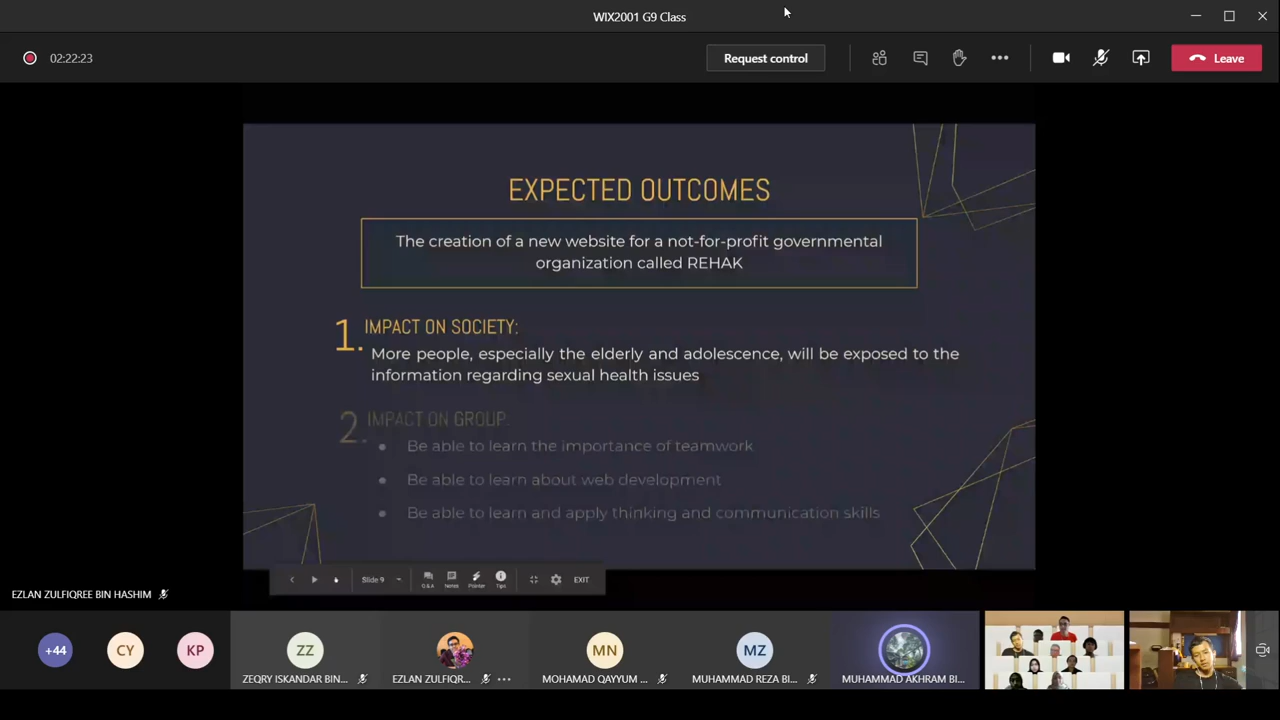 WIX2001 G9 Class
02:22:23
Request control
Leave
EXPECTED OUTCOMES
The creation of a new website for a not-for-profit governmental
organization called REHAK
1. IMPACT ON SOCIETY:
More people, especially the elderly and adolescence, will be exposed to the
information regarding sexual health issues
2. IMPACT ON GROUP:
● Be able to learn the importance of teamwork
● Be able to learn about web development
● Be able to learn and apply thinking and communication skills
Slide 9
Q&A
Notes
Pointer
Tips
EXIT
EZLAN ZULFIQREE BIN HASHIM
+44
CY
KP
ZZ
MN
MZ
ZEQRY ISKANDAR BIN...
EZLAN ZULFIQR...
MOHAMAD QAYYUM ...
MUHAMMAD REZA BI...
MUHAMMAD AKHRAM BI...